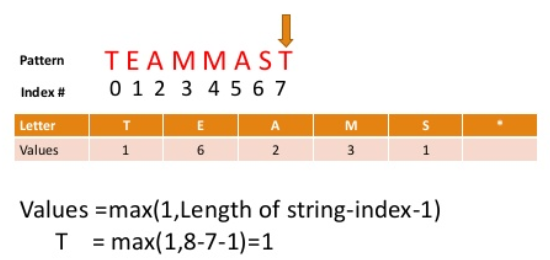 Pattern TEAMMAST
Index # 0 1 2 3 4 5 6 7
Letter T E A M S *
Values 1 6 2 3 1
Values =max(1,Length of string-index-1)
T = max(1,8-7-1)=1